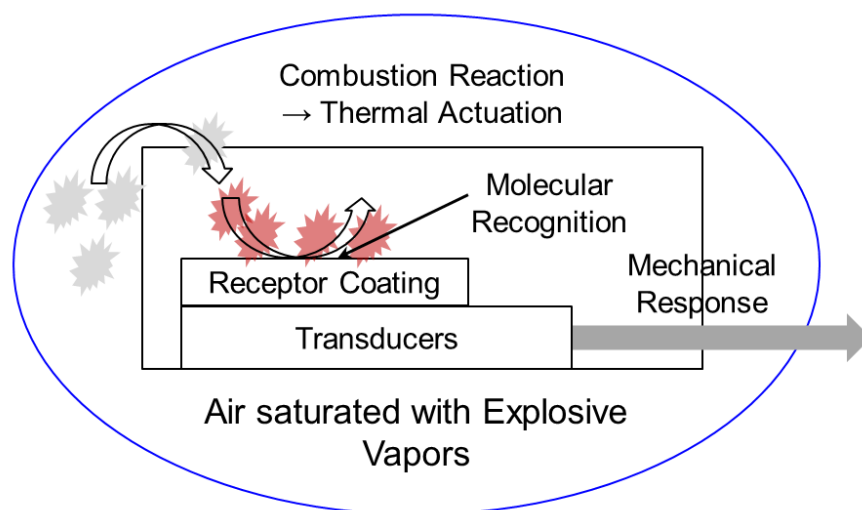 Combustion Reaction
→ Thermal Actuation
Molecular
Recognition
Mechanical
Response
Receptor Coating
Transducers
Air saturated with Explosive
Vapors